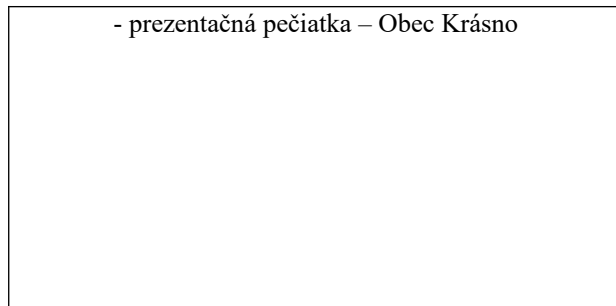 - prezentačná pečiatka – Obec Krásno